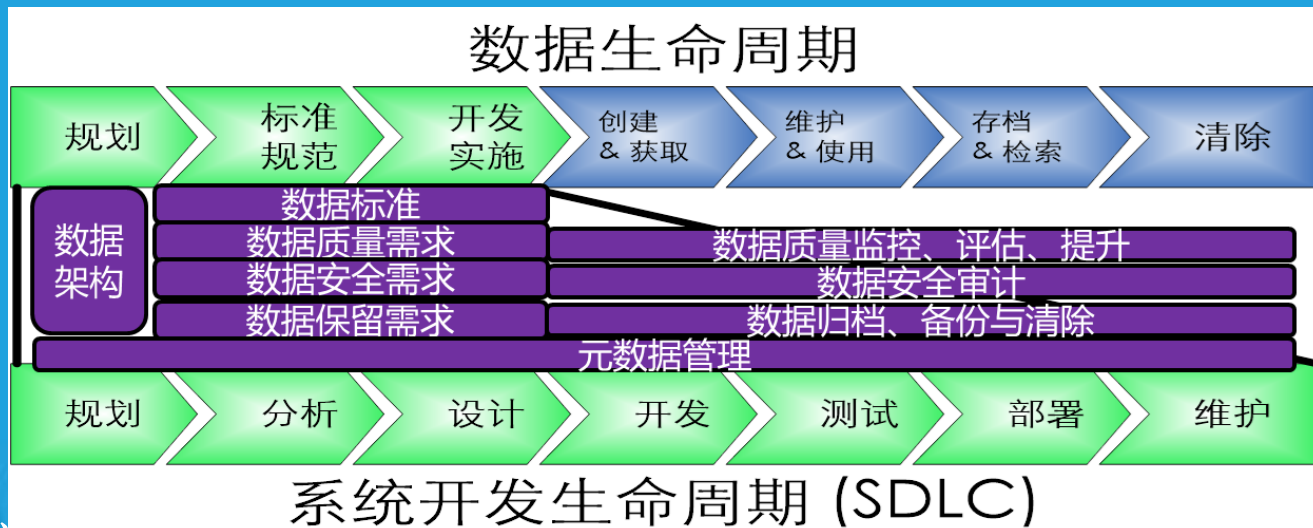 数据生命周期
规划
标准
规范
开发
实施
创建
& 获取
维护
& 使用
存档
& 检索
清除
数据
架构
数据标准
数据质量需求
数据质量监控、评估、提升
数据安全需求
数据安全审计
数据保留需求
数据归档、备份与清除
元数据管理
规划
分析
设计
开发
测试
部署
维护
系统开发生命周期 (SDLC)